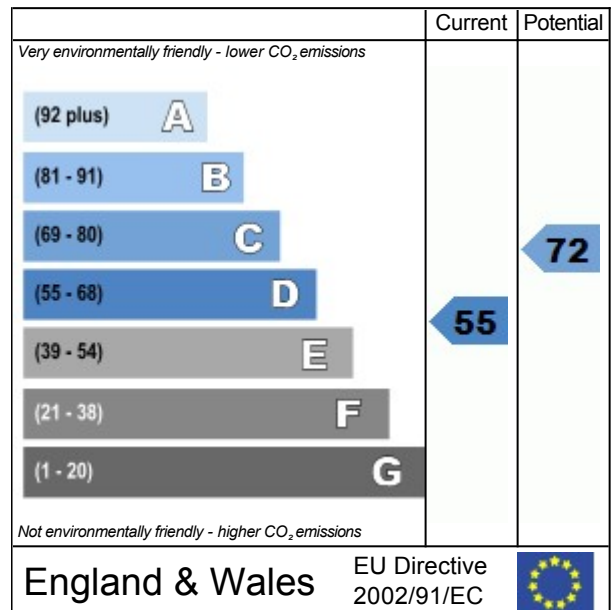 Current Potential
Very environmentally friendly - lower CO₂ emissions
(92 plus) A
(81 - 91) B
(69 - 80) C
72
(55 - 68) D
55
(39 - 54) E
(21 - 38) F
(1 - 20) G
Not environmentally friendly - higher CO₂ emissions
England & Wales
EU Directive
2002/91/EC